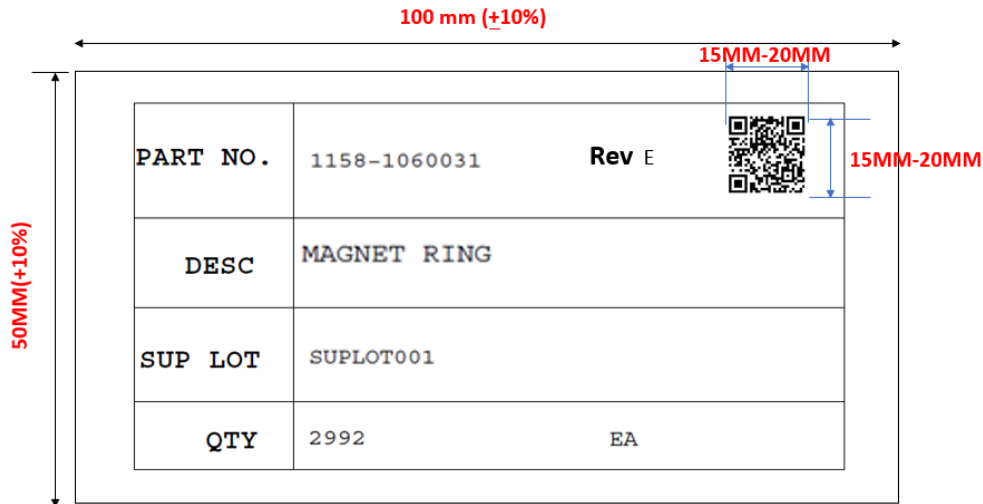 100 mm (±10%)
15MM-20MM
PART NO. 1158-1060031 Rev E
15MM-20MM
50MM(+10%)
DESC MAGNET RING
SUP LOT SUPLOT001
QTY 2992 EA